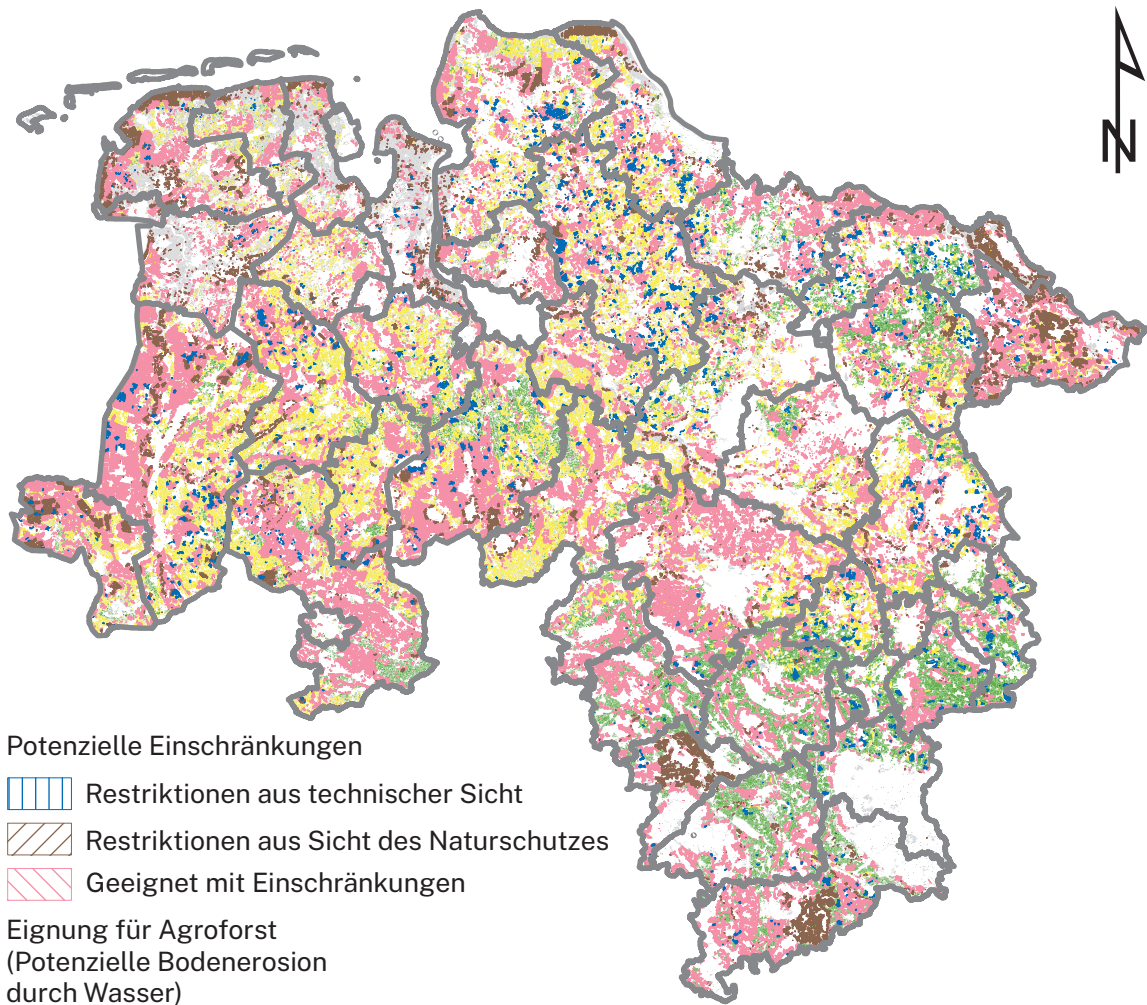 N
Potenzielle Einschränkungen
Restriktionen aus technischer Sicht
Restriktionen aus Sicht des Naturschutzes
Geeignet mit Einschränkungen
Eignung für Agroforst
(Potenzielle Bodenerosion
durch Wasser)